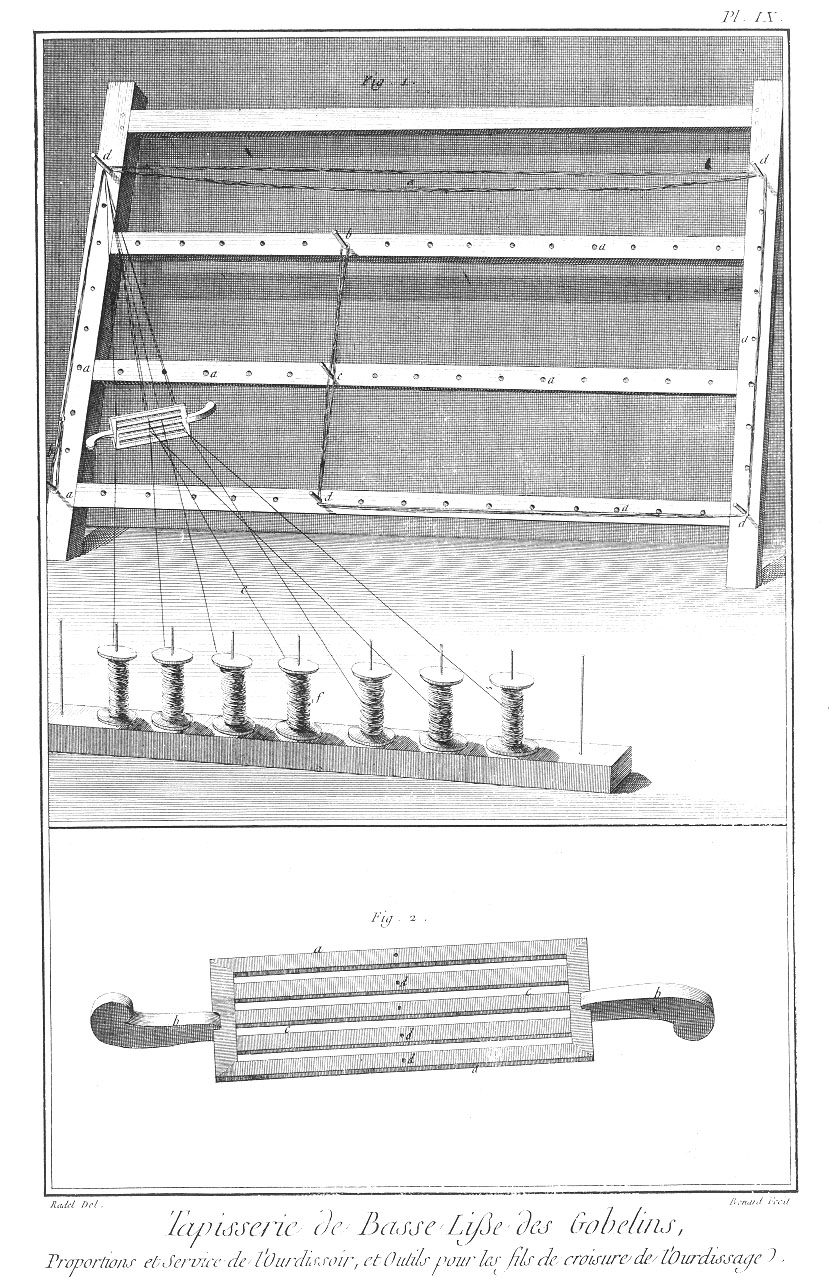 Pl. IX.
Fig. 1.
d
d
a
b
a
a
a
a
c
a
a
d
a
d
e
f
Fig. 2.
a
d
c
b
b
c
d
d
a
Radel Del.
Benard Fecit
Tapisserie de Basse Lisse des Gobelins,
Proportions et Service de l'Ourdissoir, et Outils pour les fils de croisure de l'Ourdissage).